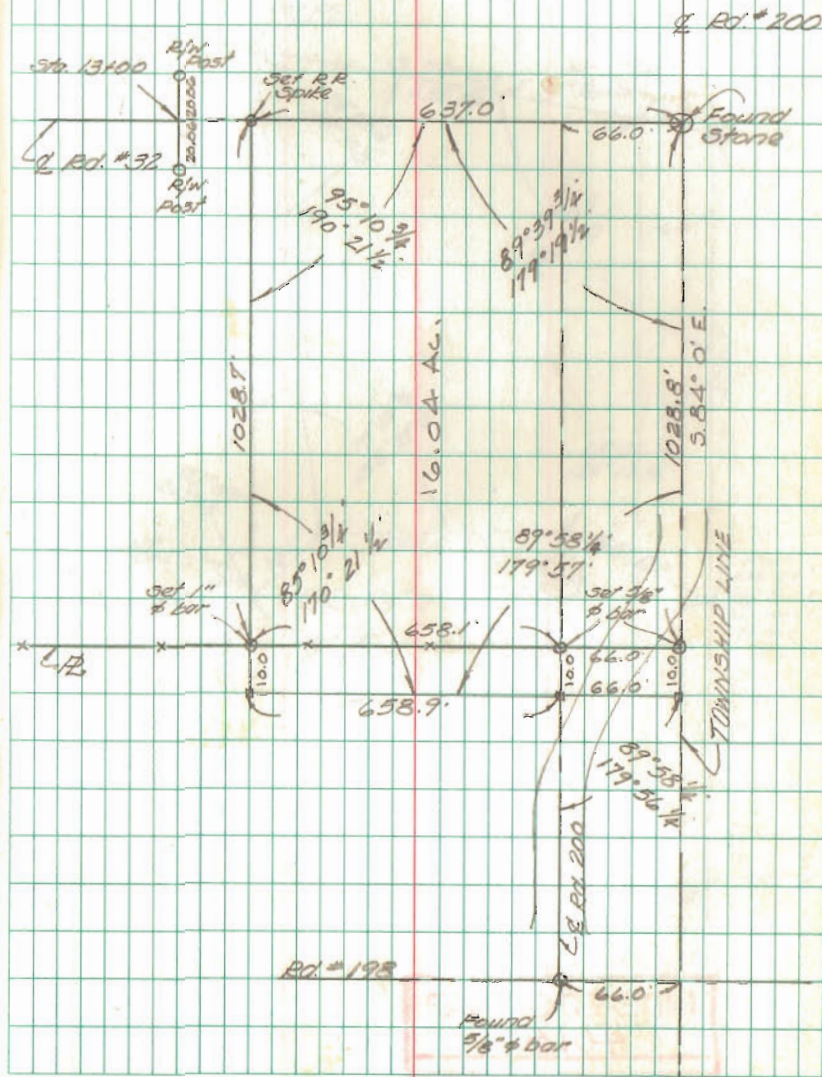 ℄ Rd. #200
R/W
Post
Sta. 13+00
Set R.R.
Spike
20.06
20.06
637.0
66.0
Found
Stone
℄ Rd. #32
R/W
Post
95° 10 3/4
190° 21 1/2
89° 39 3/4
179° 19 1/2
1028.7'
16.04 Ac.
1028.8'
S.84° 0' E.
85° 10 3/4
170° 21 1/2
89° 58 1/4'
179° 57'
Set 1"
ϕ bar
Set 5/8"
ϕ bar
658.1'
66.0
℄
10.0
10.0
10.0
66.0'
658.9'
TOWNSHIP LINE
89° 58
179° 56
℄ Rd. 200
Rd. #198
66.0'
Found
5/8" ϕ bar